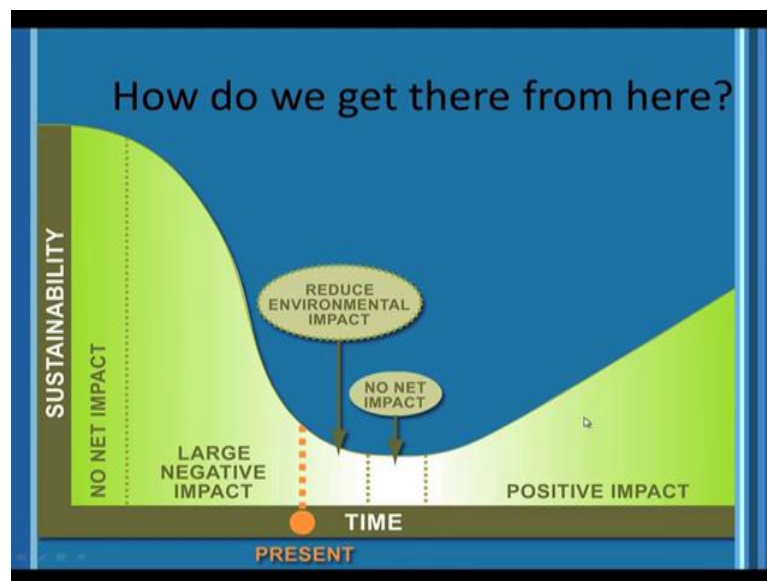 How do we get there from here?
SUSTAINABILITY
NO NET IMPACT
LARGE
NEGATIVE
IMPACT
REDUCE
ENVIRONMENTAL
IMPACT
NO NET
IMPACT
POSITIVE IMPACT
TIME
PRESENT